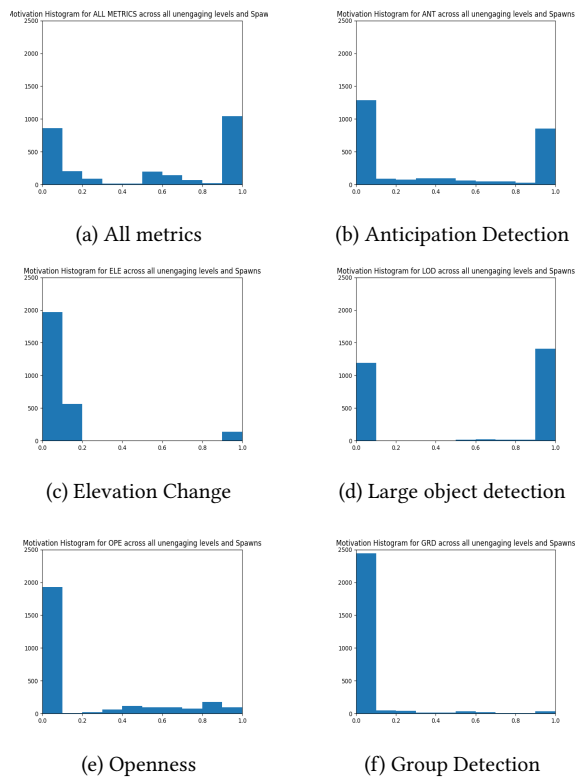 Motivation Histogram for ALL METRICS across all unengaging levels and Spaw
2500
2000
1500
1000
500
0
0.0 0.2 0.4 0.6 0.8 1.0
(a) All metrics
Motivation Histogram for ANT across all unengaging levels and Spawns
2500
2000
1500
1000
500
0
0.0 0.2 0.4 0.6 0.8 1.0
(b) Anticipation Detection
Motivation Histogram for ELE across all unengaging levels and Spawns
2500
2000
1500
1000
500
0
0.0 0.2 0.4 0.6 0.8 1.0
(c) Elevation Change
Motivation Histogram for LOD across all unengaging levels and Spawns
2500
2000
1500
1000
500
0
0.0 0.2 0.4 0.6 0.8 1.0
(d) Large object detection
Motivation Histogram for OPE across all unengaging levels and Spawns
2500
2000
1500
1000
500
0
0.0 0.2 0.4 0.6 0.8 1.0
(e) Openness
Motivation Histogram for GRD across all unengaging levels and Spawns
2500
2000
1500
1000
500
0
0.0 0.2 0.4 0.6 0.8 1.0
(f) Group Detection